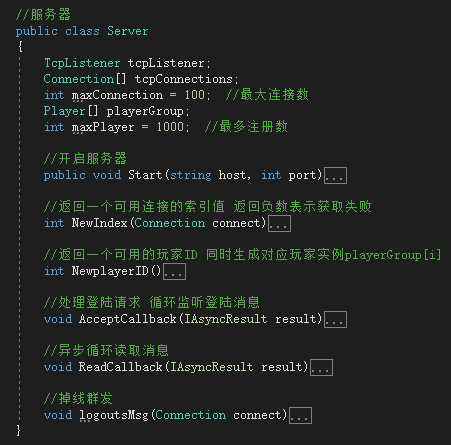 //服务器
public class Server
{
TcpListener tcpListener;
Connection[] tcpConnections;
int maxConnection = 100;  //最大连接数
Player[] playerGroup;
int maxPlayer = 1000;  //最多注册数
//开启服务器
public void Start(string host, int port)...
//返回一个可用连接的索引值 返回负数表示获取失败
int NewIndex(Connection connect)...
//返回一个可用的玩家ID 同时生成对应玩家实例playerGroup[i]
int NewplayerID()...
//处理登陆请求 循环监听登陆消息
void AcceptCallback(IAsyncResult result)...
//异步循环读取消息
void ReadCallback(IAsyncResult result)...
//掉线群发
void logoutsMsg(Connection connect)...
}